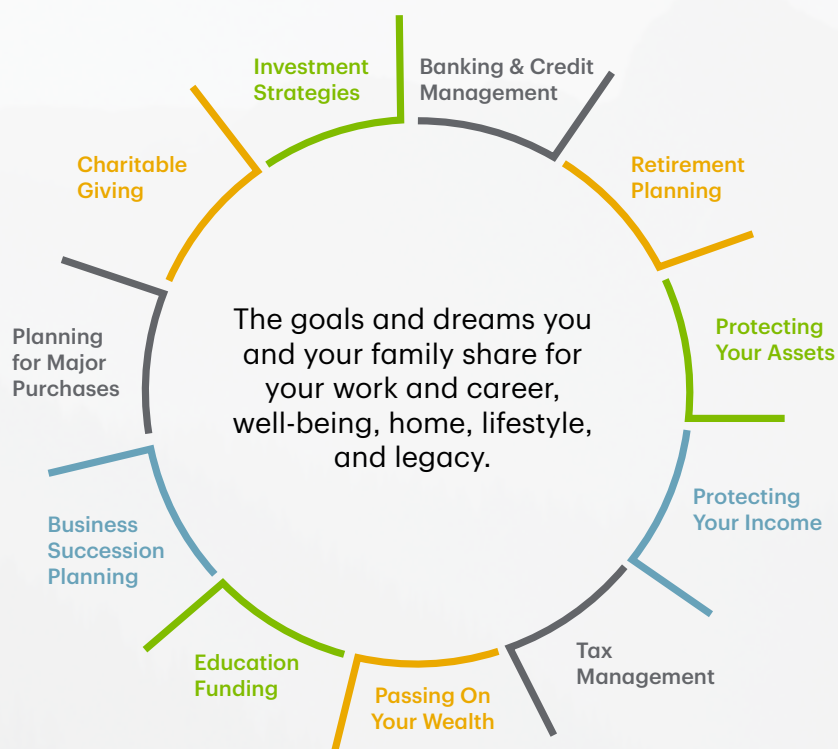 Investment
Strategies
Banking & Credit
Management
Retirement
Planning
Protecting
Your Assets
Protecting
Your Income
Tax
Management
Passing On
Your Wealth
Education
Funding
Business
Succession
Planning
Planning
for Major
Purchases
Charitable
Giving
The goals and dreams you
and your family share for
your work and career,
well-being, home, lifestyle,
and legacy.